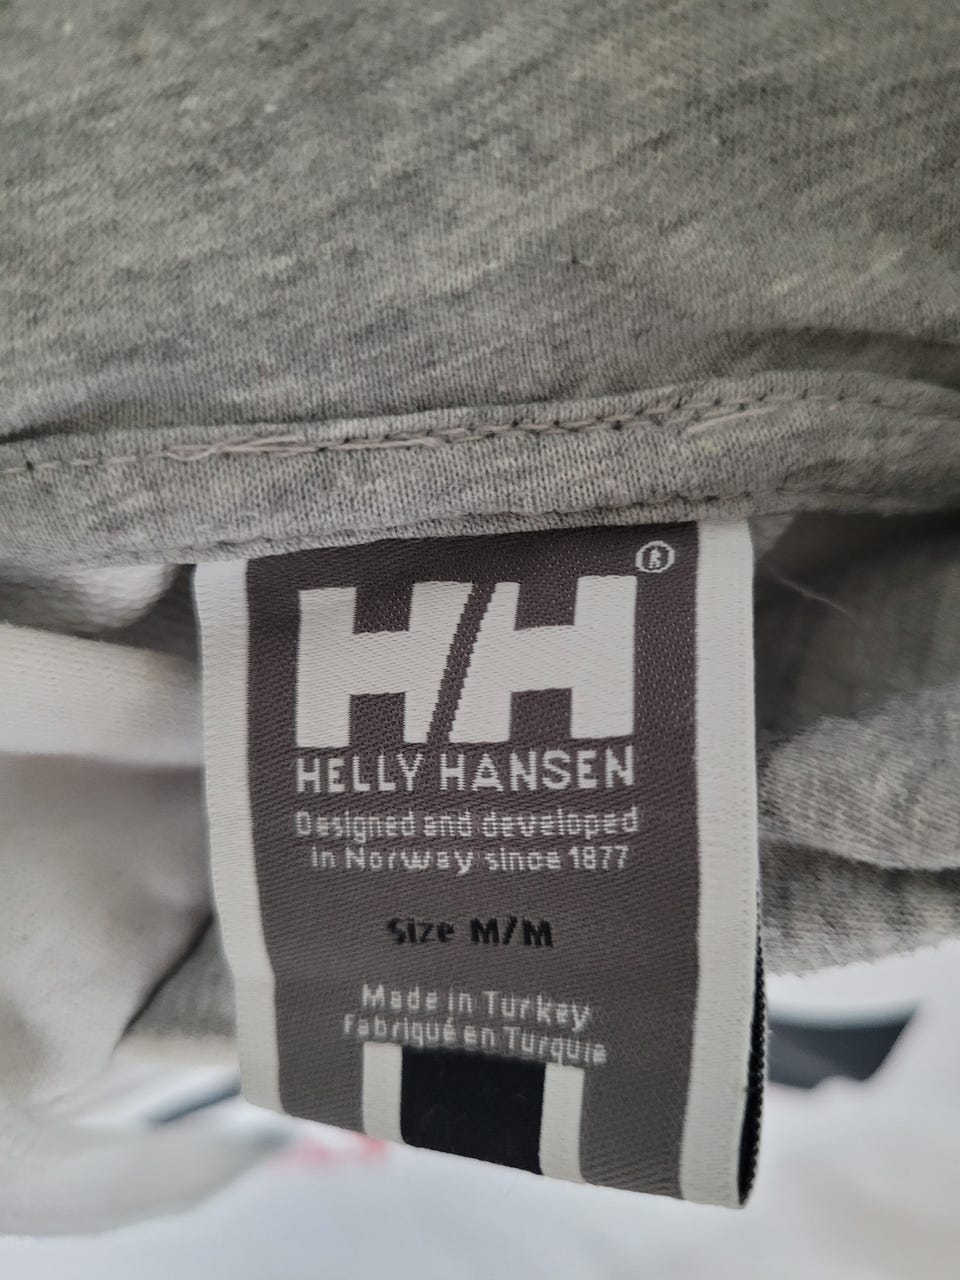 HH®
HELLY HANSEN
Designed and developed
in Norway since 1877
Size M/M
Made in Turkey
Fabriqué en Turquie